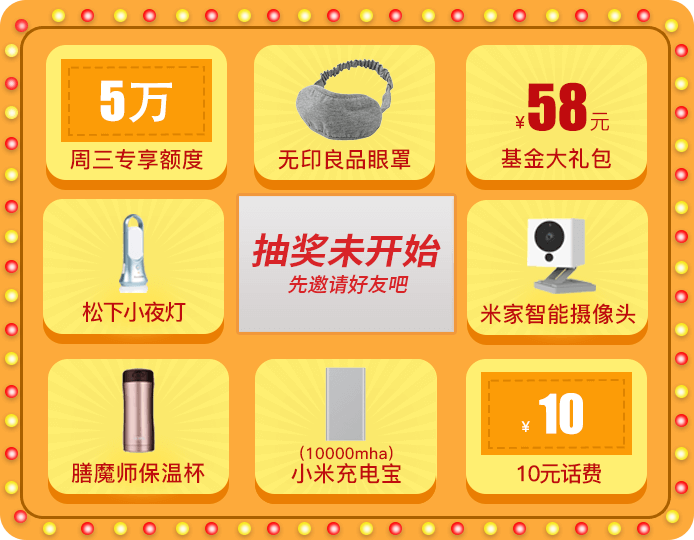 5万
周三专享额度
无印良品眼罩
¥58元
基金大礼包
松下小夜灯
抽奖未开始
先邀请好友吧
米家智能摄像头
膳魔师保温杯
(10000mha)
小米充电宝
¥10
10元话费